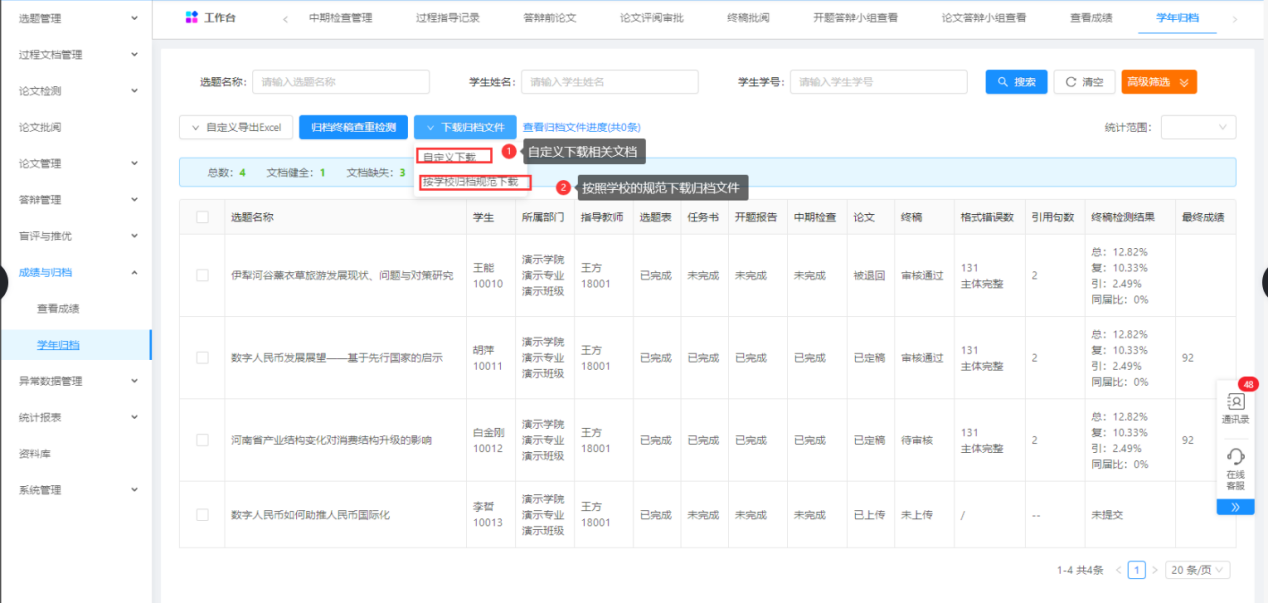 选题管理
过程文档管理
论文检测
论文批阅
论文管理
答辩管理
盲评与推优
成绩与归档
查看成绩
学年归档
异常数据管理
统计报表
资料库
系统管理
工作台 中期检查管理 过程指导记录 答辩前论文 论文评阅审批 终稿批阅 开题答辩小组查看 论文答辩小组查看 查看成绩 学年归档
选题名称: 请输入选题名称 学生姓名: 请输入学生姓名 学生学号: 请输入学生学号 搜索 清空 高级筛选
自定义导出Excel 归档终稿查重检测 下载归档文件 查看归档文件进度(共0条) 统计范围:
自定义下载 1 自定义下载相关文档
总数: 4 文档健全: 1 文档缺失: 3
按学校归档规范下载 2 按照学校的规范下载归档文件
选题名称 学生 所属部门 指导教师 选题表 任务书 开题报告 中期检查 论文 终稿 格式错误数 引用句数 终稿检测结果 最终成绩
伊犁河谷薰衣草旅游发展现状、问题与对策研究 王能 10010 演示学院 演示专业 演示班级 王方 18001 已完成 未完成 未完成 未完成 被退回 审核通过 131 主体完整 2 总: 12.82% 复: 10.33% 引: 2.49% 同届比: 0%
数字人民币发展展望——基于先行国家的启示 胡萍 10011 演示学院 演示专业 演示班级 王方 18001 已完成 已完成 已完成 已完成 已定稿 审核通过 131 主体完整 2 总: 12.82% 复: 10.33% 引: 2.49% 同届比: 0% 92
河南省产业结构变化对消费结构升级的影响 白金刚 10012 演示学院 演示专业 演示班级 王方 18001 已完成 已完成 已完成 已完成 已定稿 待审核 131 主体完整 2 总: 12.82% 复: 10.33% 引: 2.49% 同届比: 0% 92
数字人民币如何助推人民币国际化 李哲 10013 演示学院 演示专业 演示班级 王方 18001 已完成 未完成 未完成 未完成 已上传 未上传 / -- 未提交
48
通讯录
在线
客服
1-4 共4条 1 20 条/页